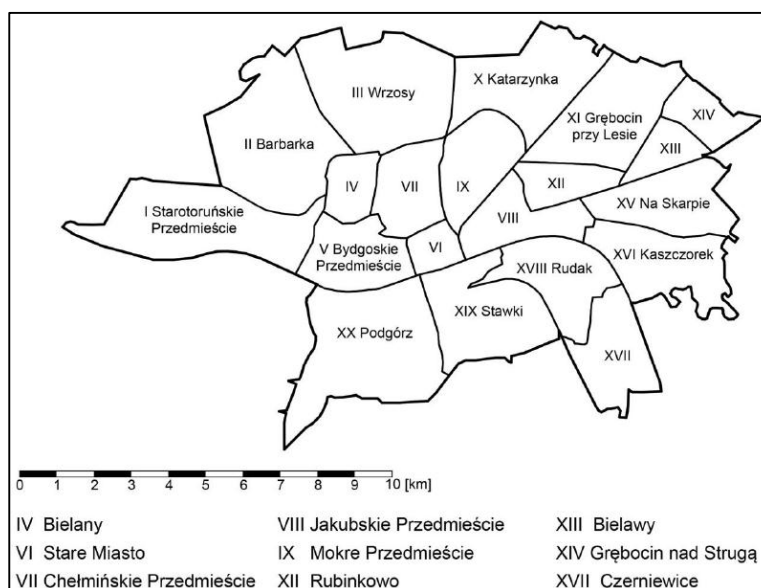 X Katarzynka
III Wrzosy
XI Grębocin
przy Lesie
XIV
II Barbarka
XIII
IV
VII
IX
XII
XV Na Skarpie
I Starotoruńskie
Przedmieście
VIII
V Bydgoskie
Przedmieście
VI
XVI Kaszczorek
XVIII Rudak
XIX Stawki
XX Podgórz
XVII
0 1 2 3 4 5 6 7 8 9 10 [km]
IV Bielany
VI Stare Miasto
VII Chełmińskie Przedmieście
VIII Jakubskie Przedmieście
IX Mokre Przedmieście
XII Rubinkowo
XIII Bielawy
XIV Grębocin nad Strugą
XVII Czerniewice